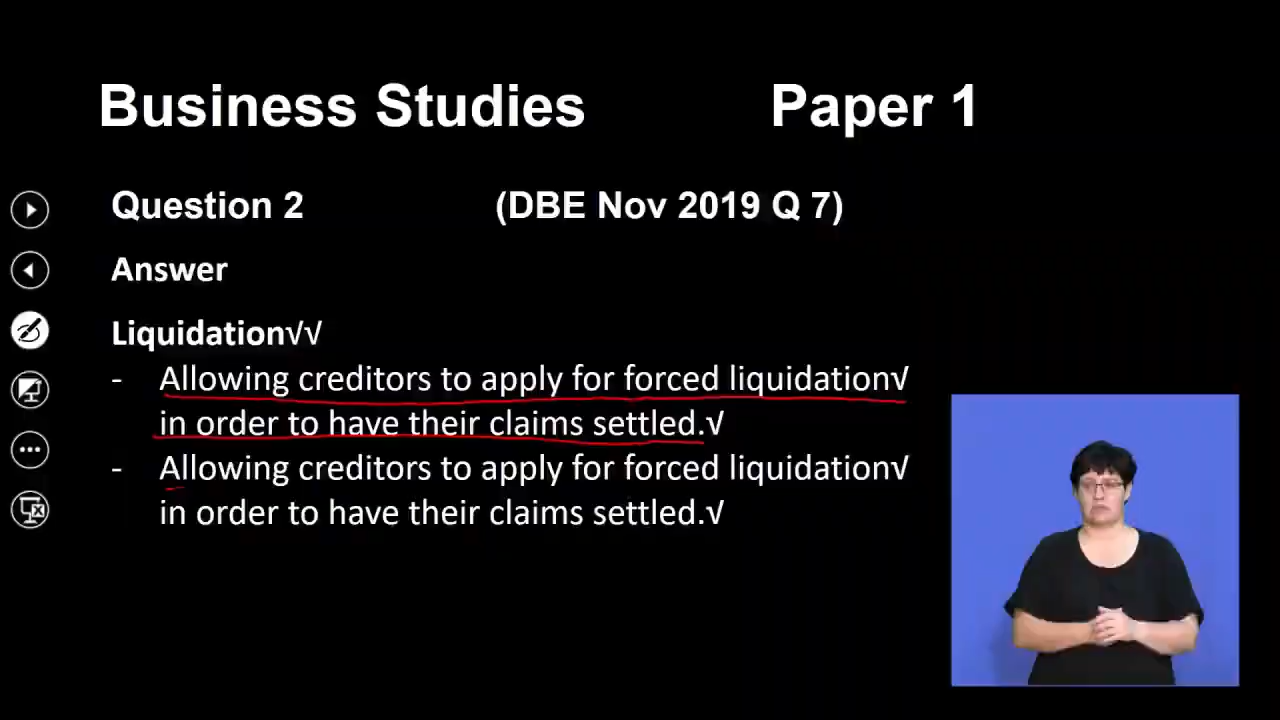 Business Studies Paper 1
Question 2 (DBE Nov 2019 Q 7)
Answer
Liquidation√√
- Allowing creditors to apply for forced liquidation√
in order to have their claims settled.√
- Allowing creditors to apply for forced liquidation√
in order to have their claims settled.√